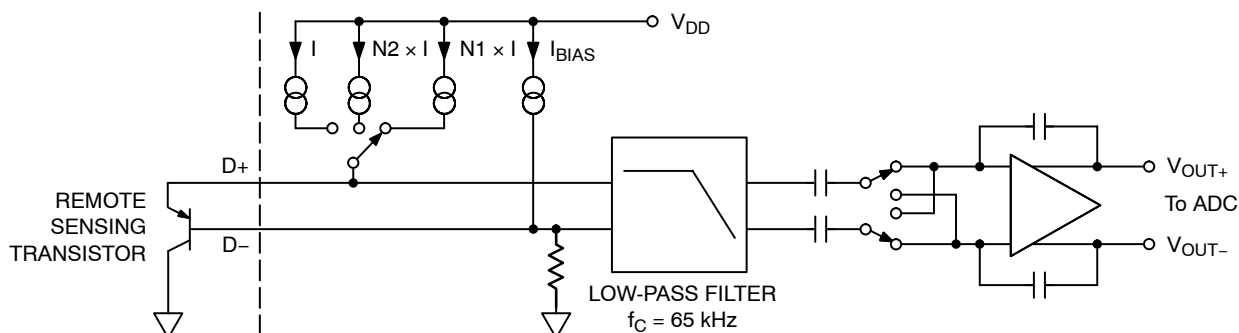 V_DD
I
N2 × I
N1 × I
I_BIAS
D+
REMOTE
SENSING
TRANSISTOR
D−
LOW-PASS FILTER
f_C = 65 kHz
V_OUT+
To ADC
V_OUT−